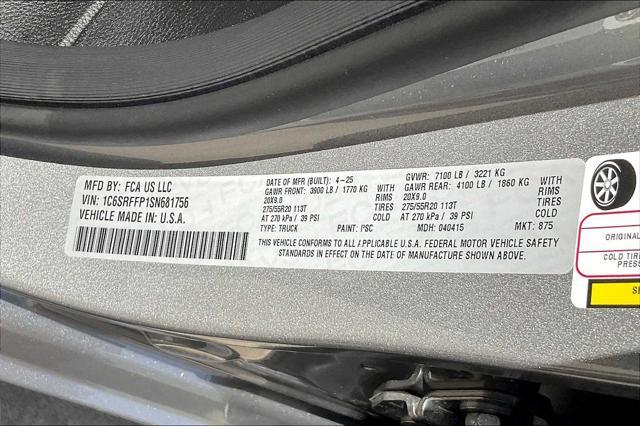 MFD BY: FCA US LLC
VIN: 1C6SRFFP1SN681756
VEHICLE MADE IN U.S.A.
DATE OF MFR (BUILT): 4-25
GAWR FRONT: 3900 LB / 1770 KG WITH
20X9.0 RIMS
275/55R20 113T TIRES
AT 270 kPa / 39 PSI COLD
TYPE: TRUCK PAINT: PSC
GVWR: 7100 LB / 3221 KG
GAWR REAR: 4100 LB / 1860 KG WITH
20X9.0 RIMS
275/55R20 113T TIRES
AT 270 kPa / 39 PSI COLD
MDH: 040415 MKT: 875
THIS VEHICLE CONFORMS TO ALL APPLICABLE U.S.A. FEDERAL MOTOR VEHICLE SAFETY
STANDARDS IN EFFECT ON THE DATE OF MANUFACTURE SHOWN ABOVE.
ORIGINAL
COLD TIRE
PRESS
SE